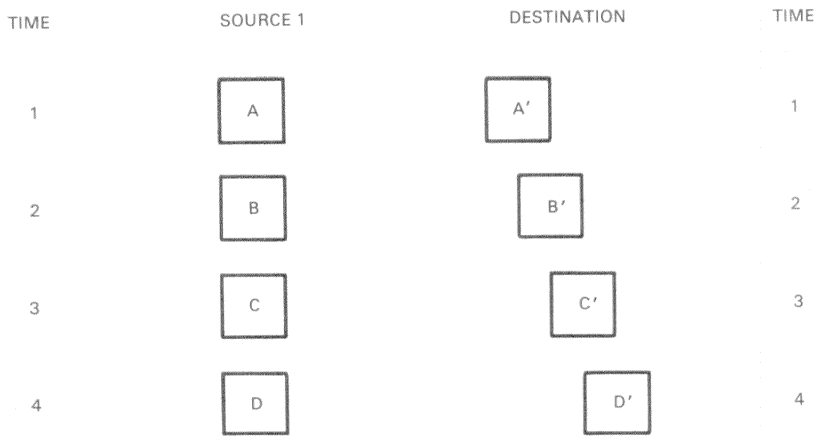 TIME SOURCE 1 DESTINATION TIME
1 A A′ 1
2 B B′ 2
3 C C′ 3
4 D D′ 4